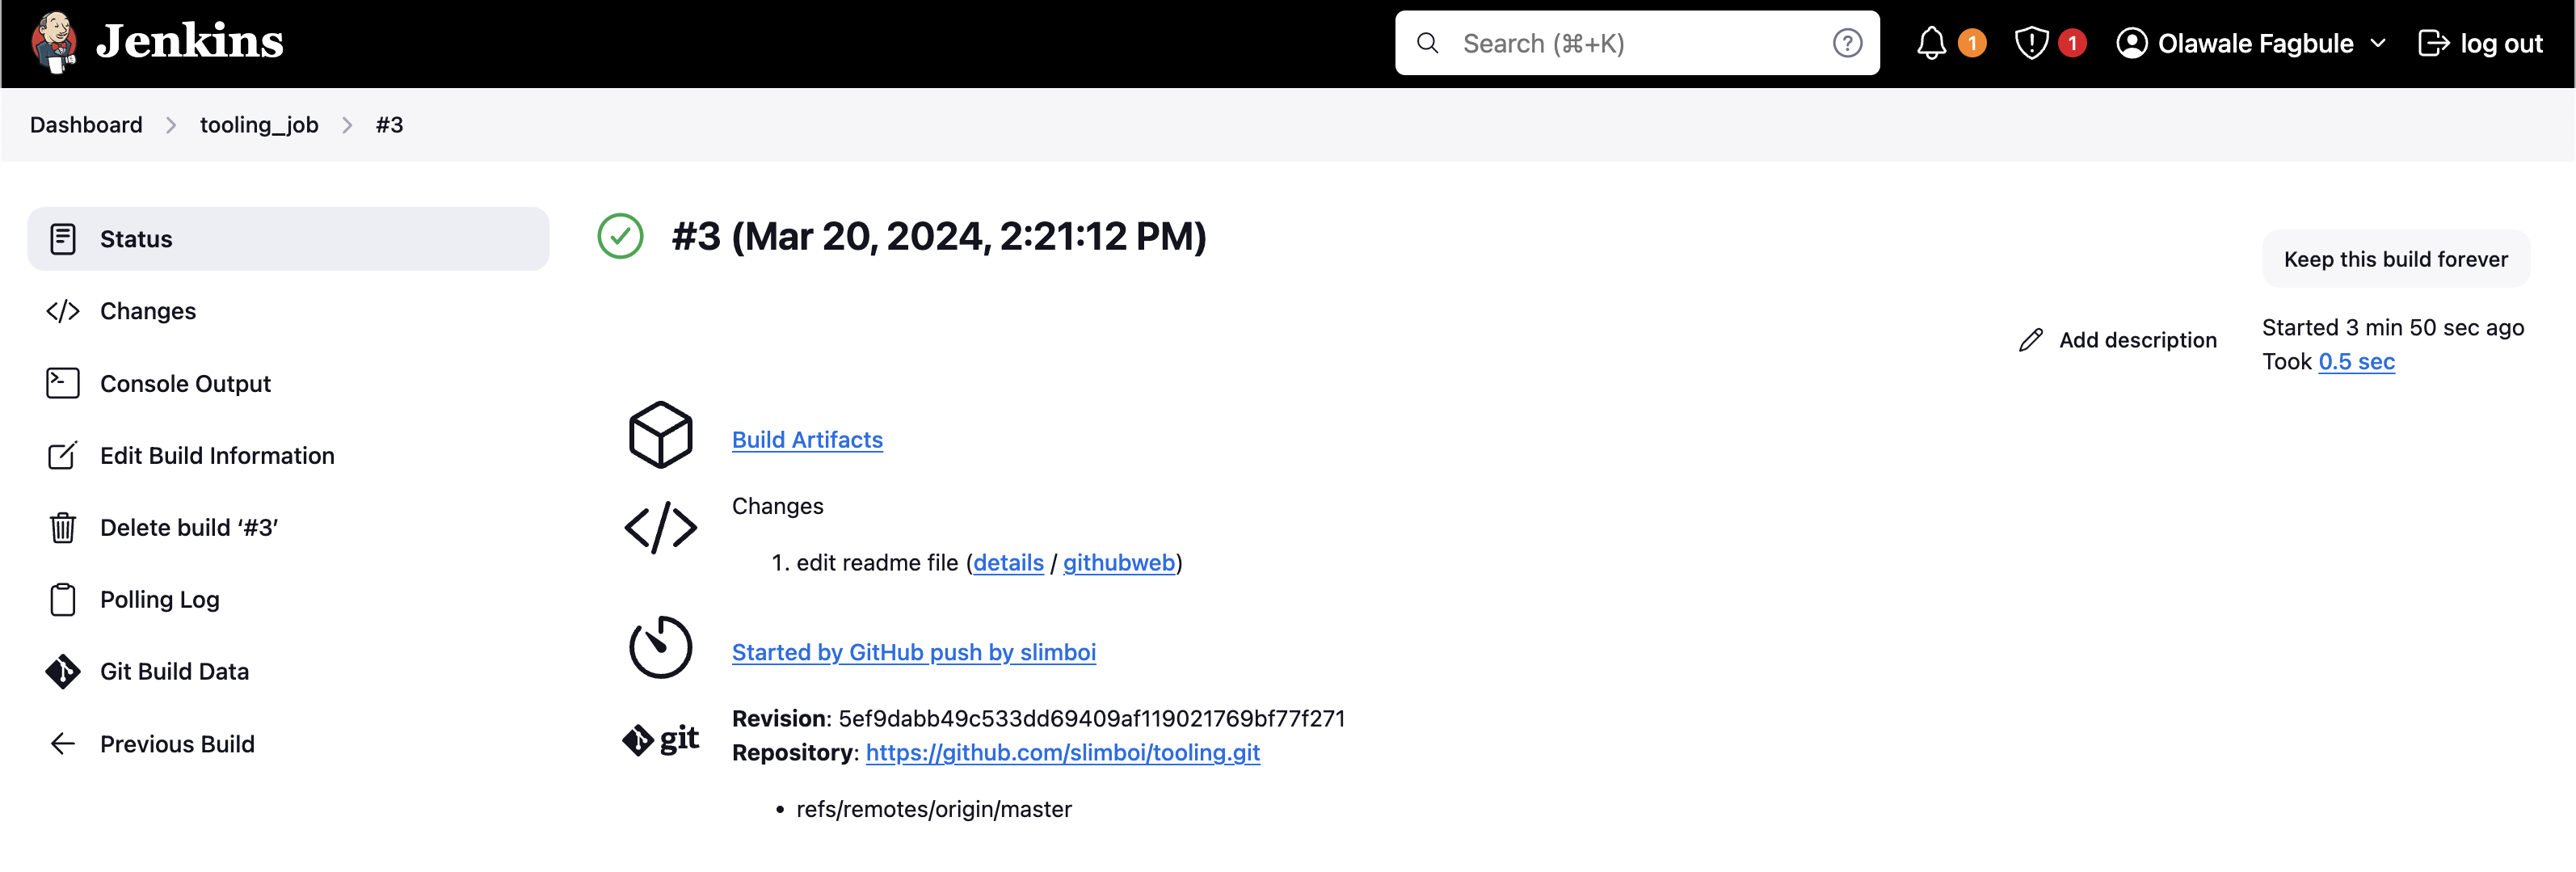 Jenkins
Search (⌘+K)
1
1
Olawale Fagbule
log out
Dashboard
tooling_job
#3
Status
Changes
Console Output
Edit Build Information
Delete build ‘#3’
Polling Log
Git Build Data
Previous Build
#3 (Mar 20, 2024, 2:21:12 PM)
Keep this build forever
Add description
Started 3 min 50 sec ago
Took 0.5 sec
Build Artifacts
Changes
1. edit readme file (details / githubweb)
Started by GitHub push by slimboi
git
Revision: 5ef9dabb49c533dd69409af119021769bf77f271
Repository: https://github.com/slimboi/tooling.git
• refs/remotes/origin/master